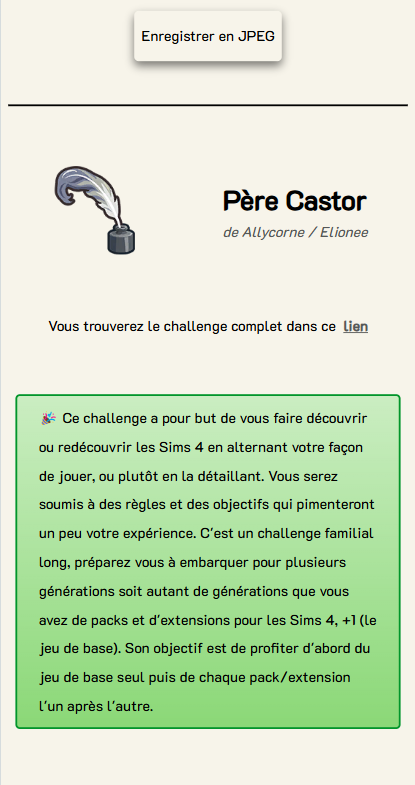 Enregistrer en JPEG
Père Castor
de Allycorne / Elionee
Vous trouverez le challenge complet dans ce lien
🎉 Ce challenge a pour but de vous faire découvrir
ou redécouvrir les Sims 4 en alternant votre façon
de jouer, ou plutôt en la détaillant. Vous serez
soumis à des règles et des objectifs qui pimenteront
un peu votre expérience. C'est un challenge familial
long, préparez vous à embarquer pour plusieurs
générations soit autant de générations que vous
avez de packs et d'extensions pour les Sims 4, +1 (le
jeu de base). Son objectif est de profiter d'abord du
jeu de base seul puis de chaque pack/extension
l'un après l'autre.